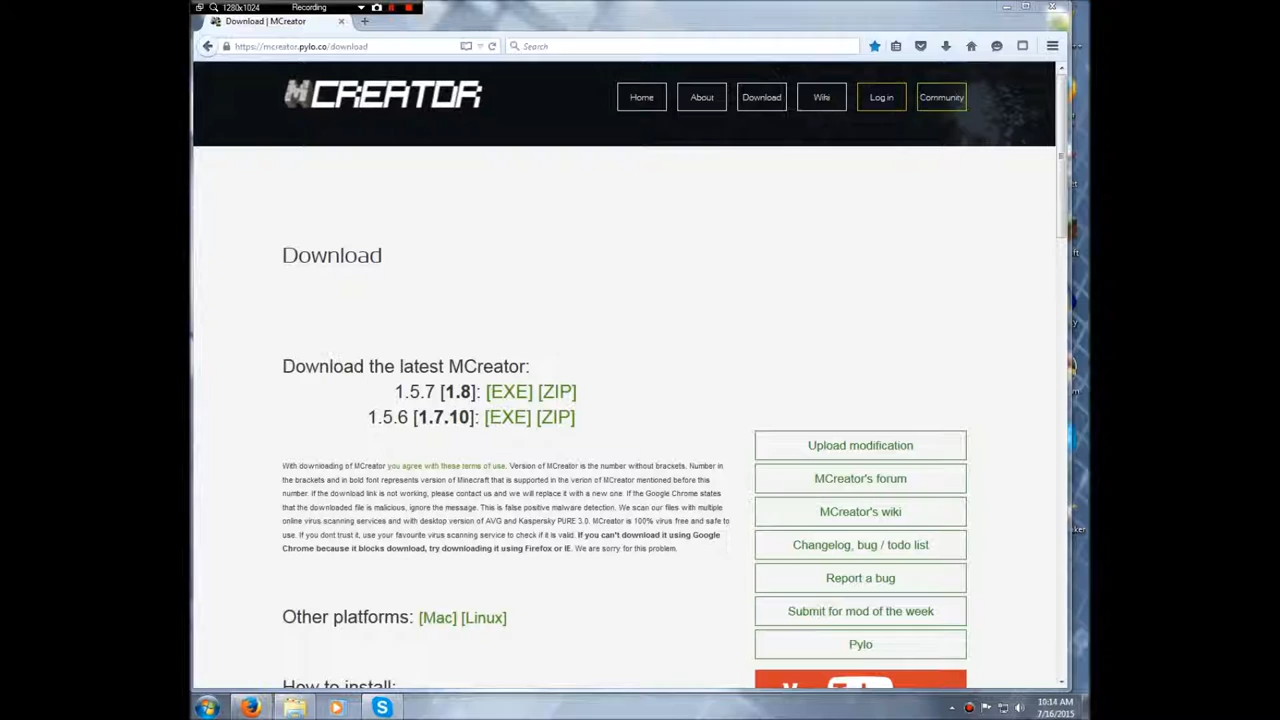 1280x1024 Recording
Download | MCreator
https://mcreator.pylo.co/download Search
MCREATOR Home About Download Wiki Log in Community
Download
Download the latest MCreator:
1.5.7 [1.8]: [EXE] [ZIP]
1.5.6 [1.7.10]: [EXE] [ZIP]
With downloading of MCreator you agree with these terms of use. Version of MCreator is the number without brackets. Number in
the brackets and in bold font represents version of Minecraft that is supported in the verion of MCreator mentioned before this
number. If the download link is not working, please contact us and we will replace it with a new one. If the Google Chrome states
that the downloaded file is malicious, ignore the message. This is false positive malware detection. We scan our files with multiple
online virus scanning services and with desktop version of AVG and Kaspersky PURE 3.0. MCreator is 100% virus free and safe to
use. If you dont trust it, use your favourite virus scanning service to check if it is valid. If you can't download it using Google
Chrome because it blocks download, try downloading it using Firefox or IE. We are sorry for this problem.
Other platforms: [Mac] [Linux]
How to install:
Upload modification
MCreator's forum
MCreator's wiki
Changelog, bug / todo list
Report a bug
Submit for mod of the week
Pylo
10:14 AM
7/16/2015